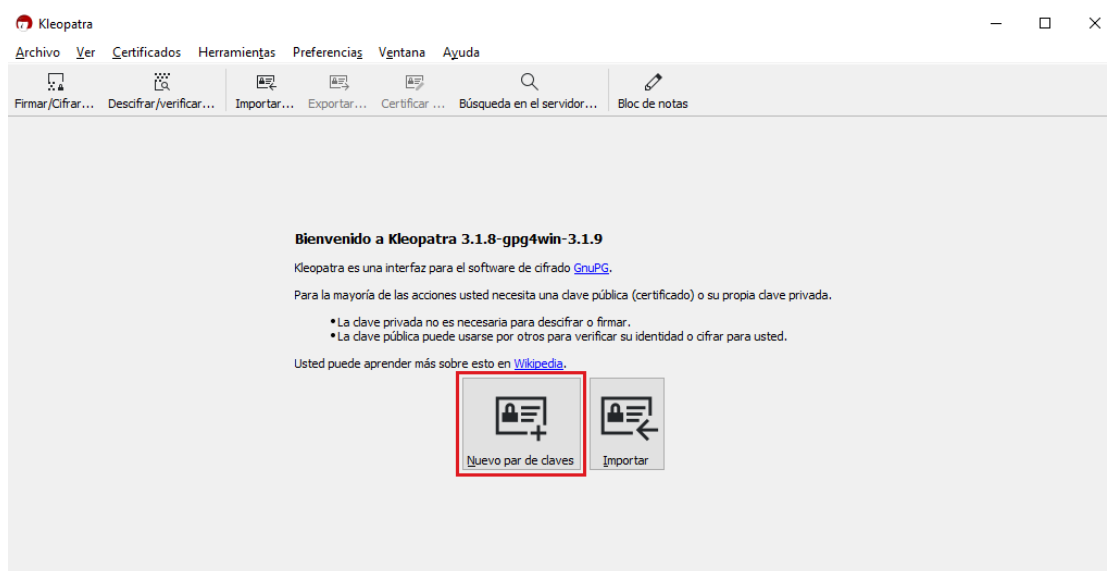 Kleopatra
Archivo Ver Certificados Herramientas Preferencias Ventana Ayuda
Firmar/Cifrar... Descifrar/verificar... Importar... Exportar... Certificar ... Búsqueda en el servidor... Bloc de notas
Bienvenido a Kleopatra 3.1.8-gpg4win-3.1.9
Kleopatra es una interfaz para el software de cifrado GnuPG.
Para la mayoría de las acciones usted necesita una clave pública (certificado) o su propia clave privada.
•La clave privada no es necesaria para descifrar o firmar.
•La clave pública puede usarse por otros para verificar su identidad o cifrar para usted.
Usted puede aprender más sobre esto en Wikipedia.
Nuevo par de claves Importar